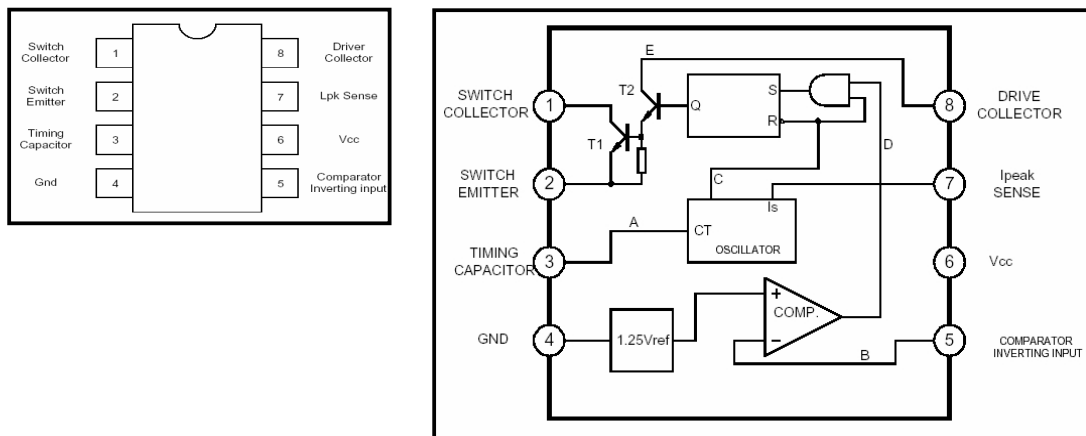 Switch
Collector
1
8
Driver
Collector
Switch
Emitter
2
7
Lpk Sense
Timing
Capacitor
3
6
Vcc
Gnd
4
5
Comparator
Inverting input
E
SWITCH
COLLECTOR
1
T2
Q
S
R
8
DRIVE
COLLECTOR
T1
D
SWITCH
EMITTER
2
C
7
Ipeak
SENSE
Is
A
CT
OSCILLATOR
TIMING
CAPACITOR
3
6
Vcc
+
COMP.
−
GND
4
1.25Vref
B
5
COMPARATOR
INVERTING INPUT